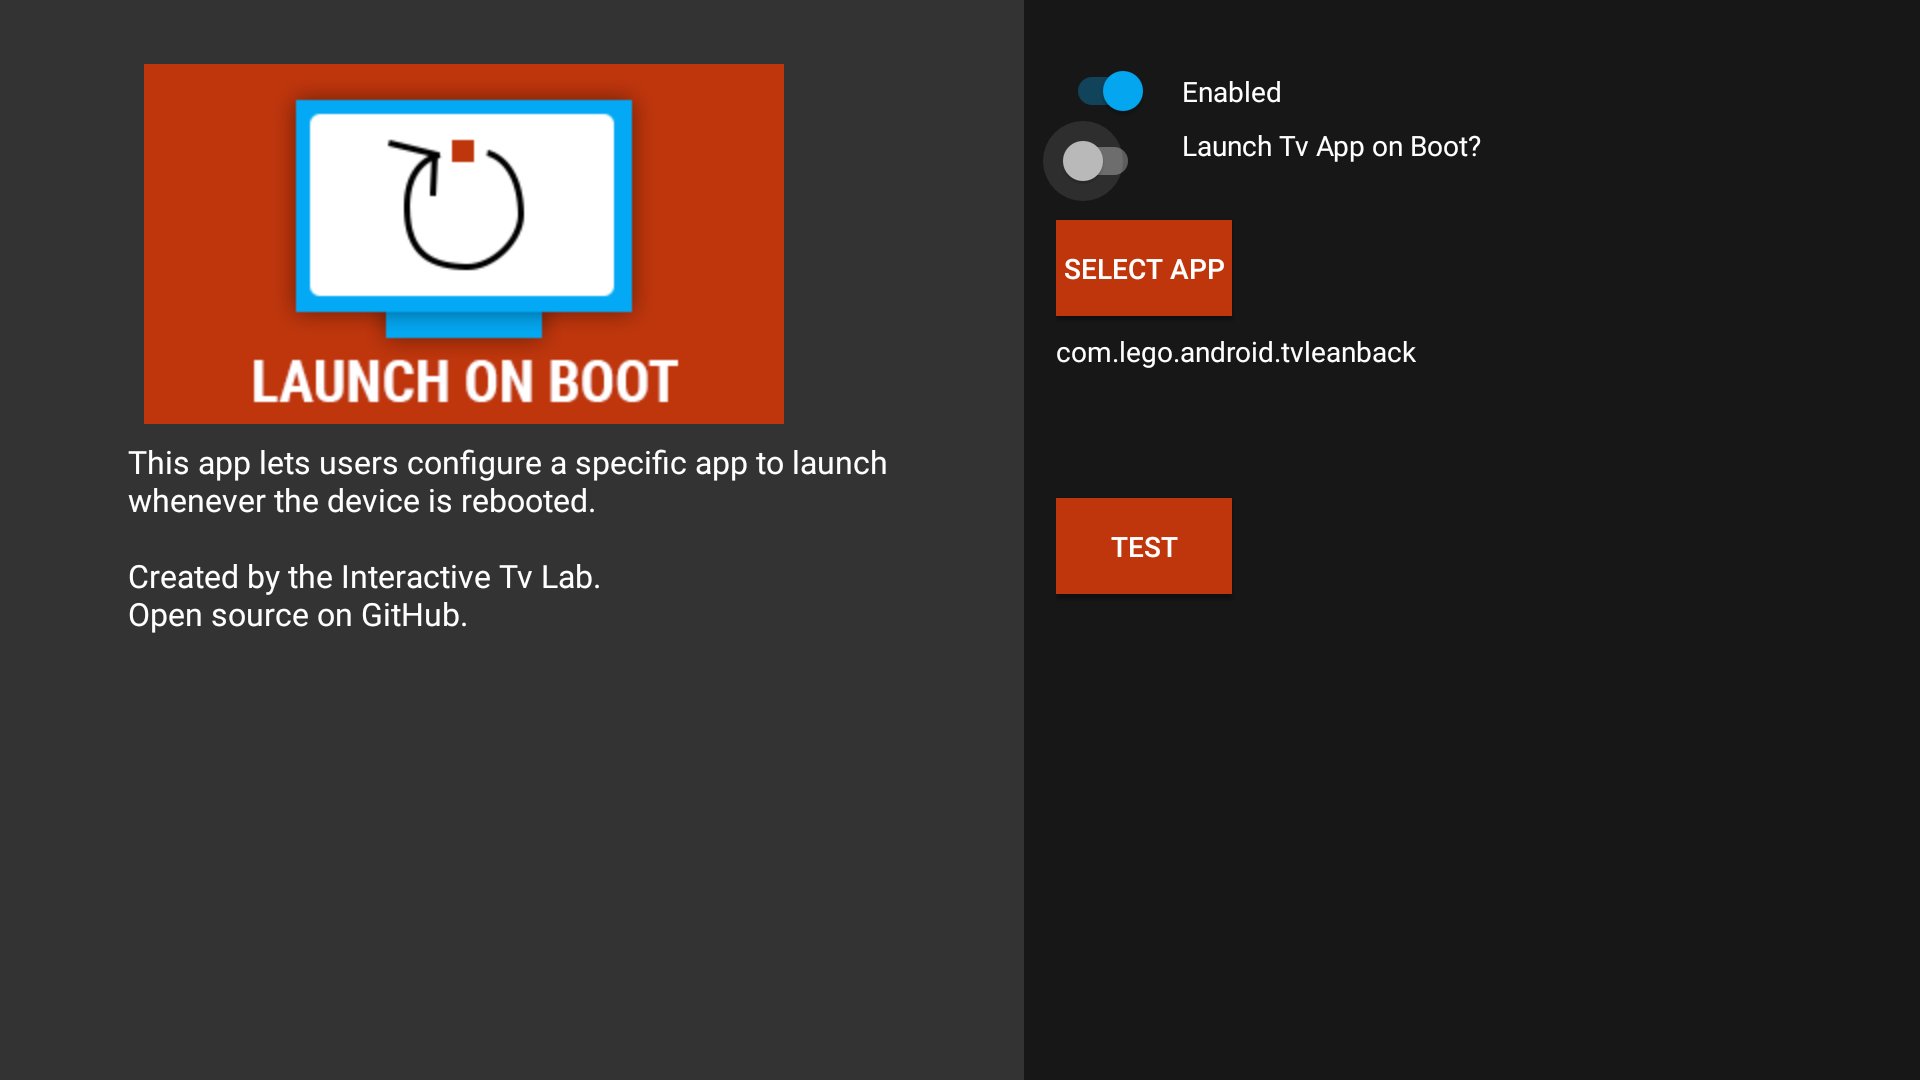 LAUNCH ON BOOT
This app lets users configure a specific app to launch
whenever the device is rebooted.
Created by the Interactive Tv Lab.
Open source on GitHub.
Enabled
Launch Tv App on Boot?
SELECT APP
com.lego.android.tvleanback
TEST